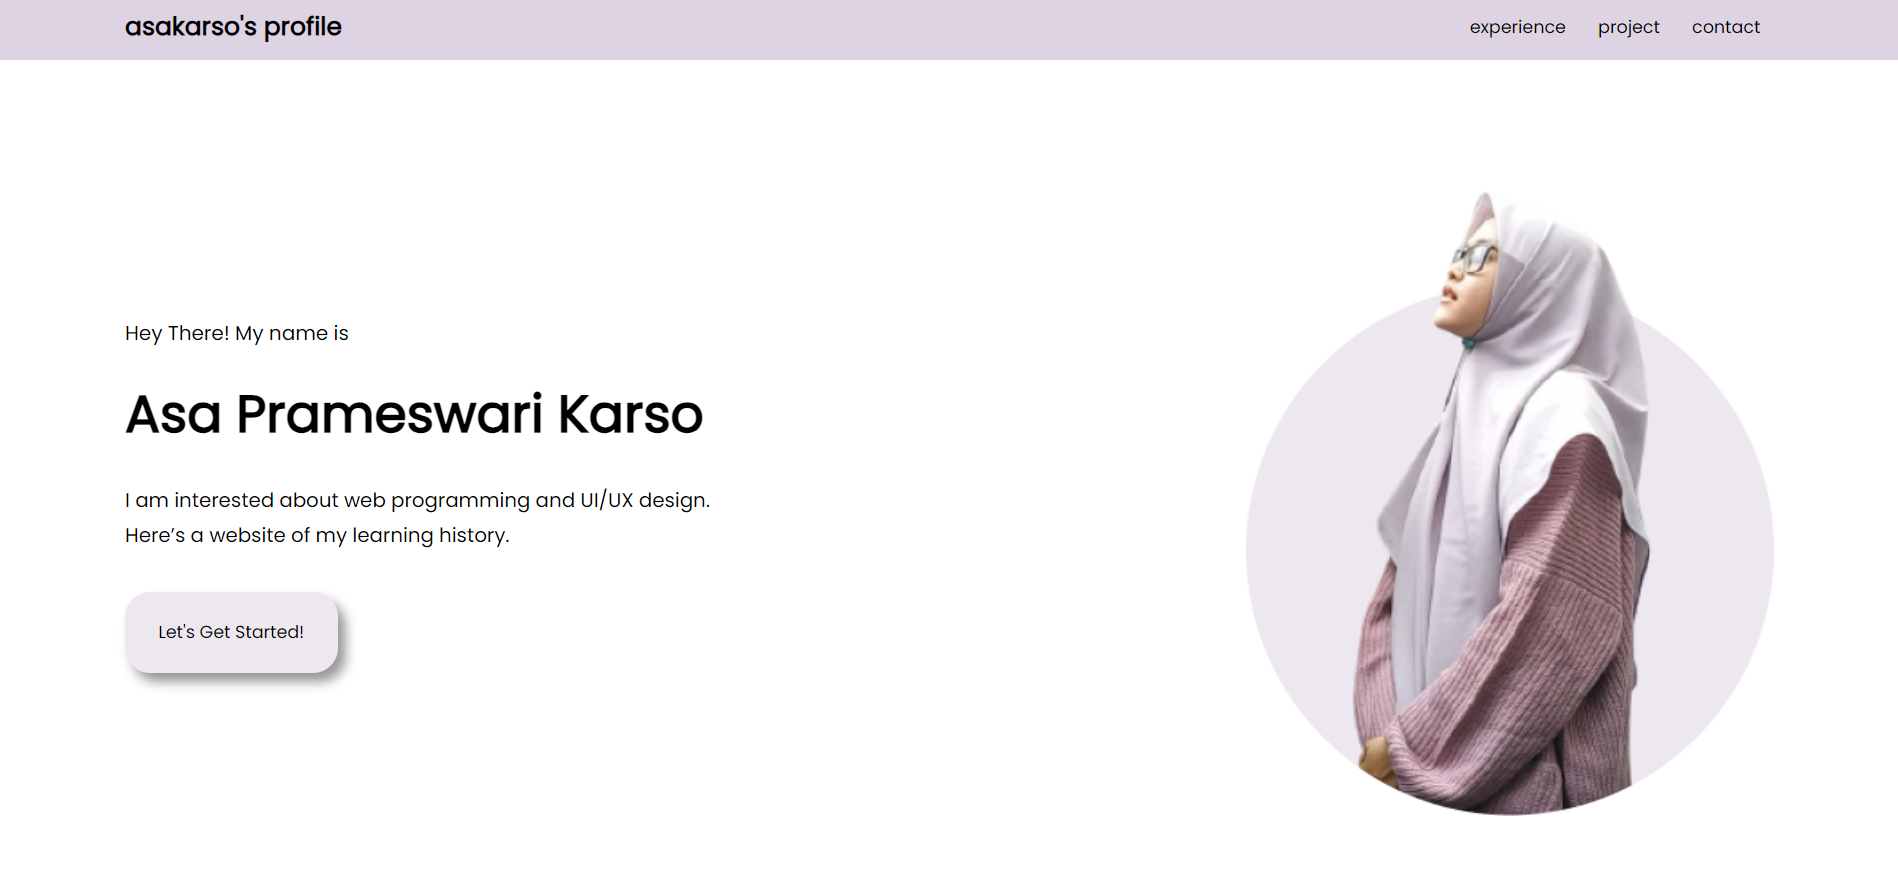 asakarso's profile
experience project contact
Hey There! My name is
Asa Prameswari Karso
I am interested about web programming and UI/UX design.
Here’s a website of my learning history.
Let's Get Started!